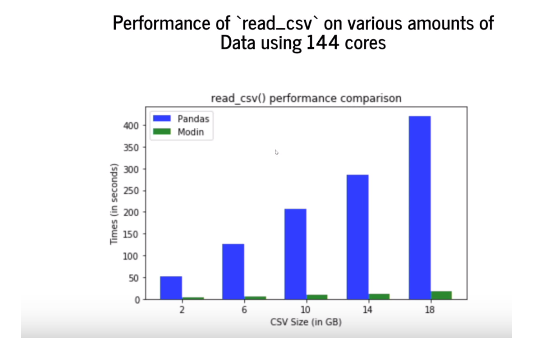 Performance of `read_csv` on various amounts of
Data using 144 cores
read_csv() performance comparison
Pandas
Modin
Times (in seconds)
400
350
300
250
200
150
100
50
0
2 6 10 14 18
CSV Size (in GB)